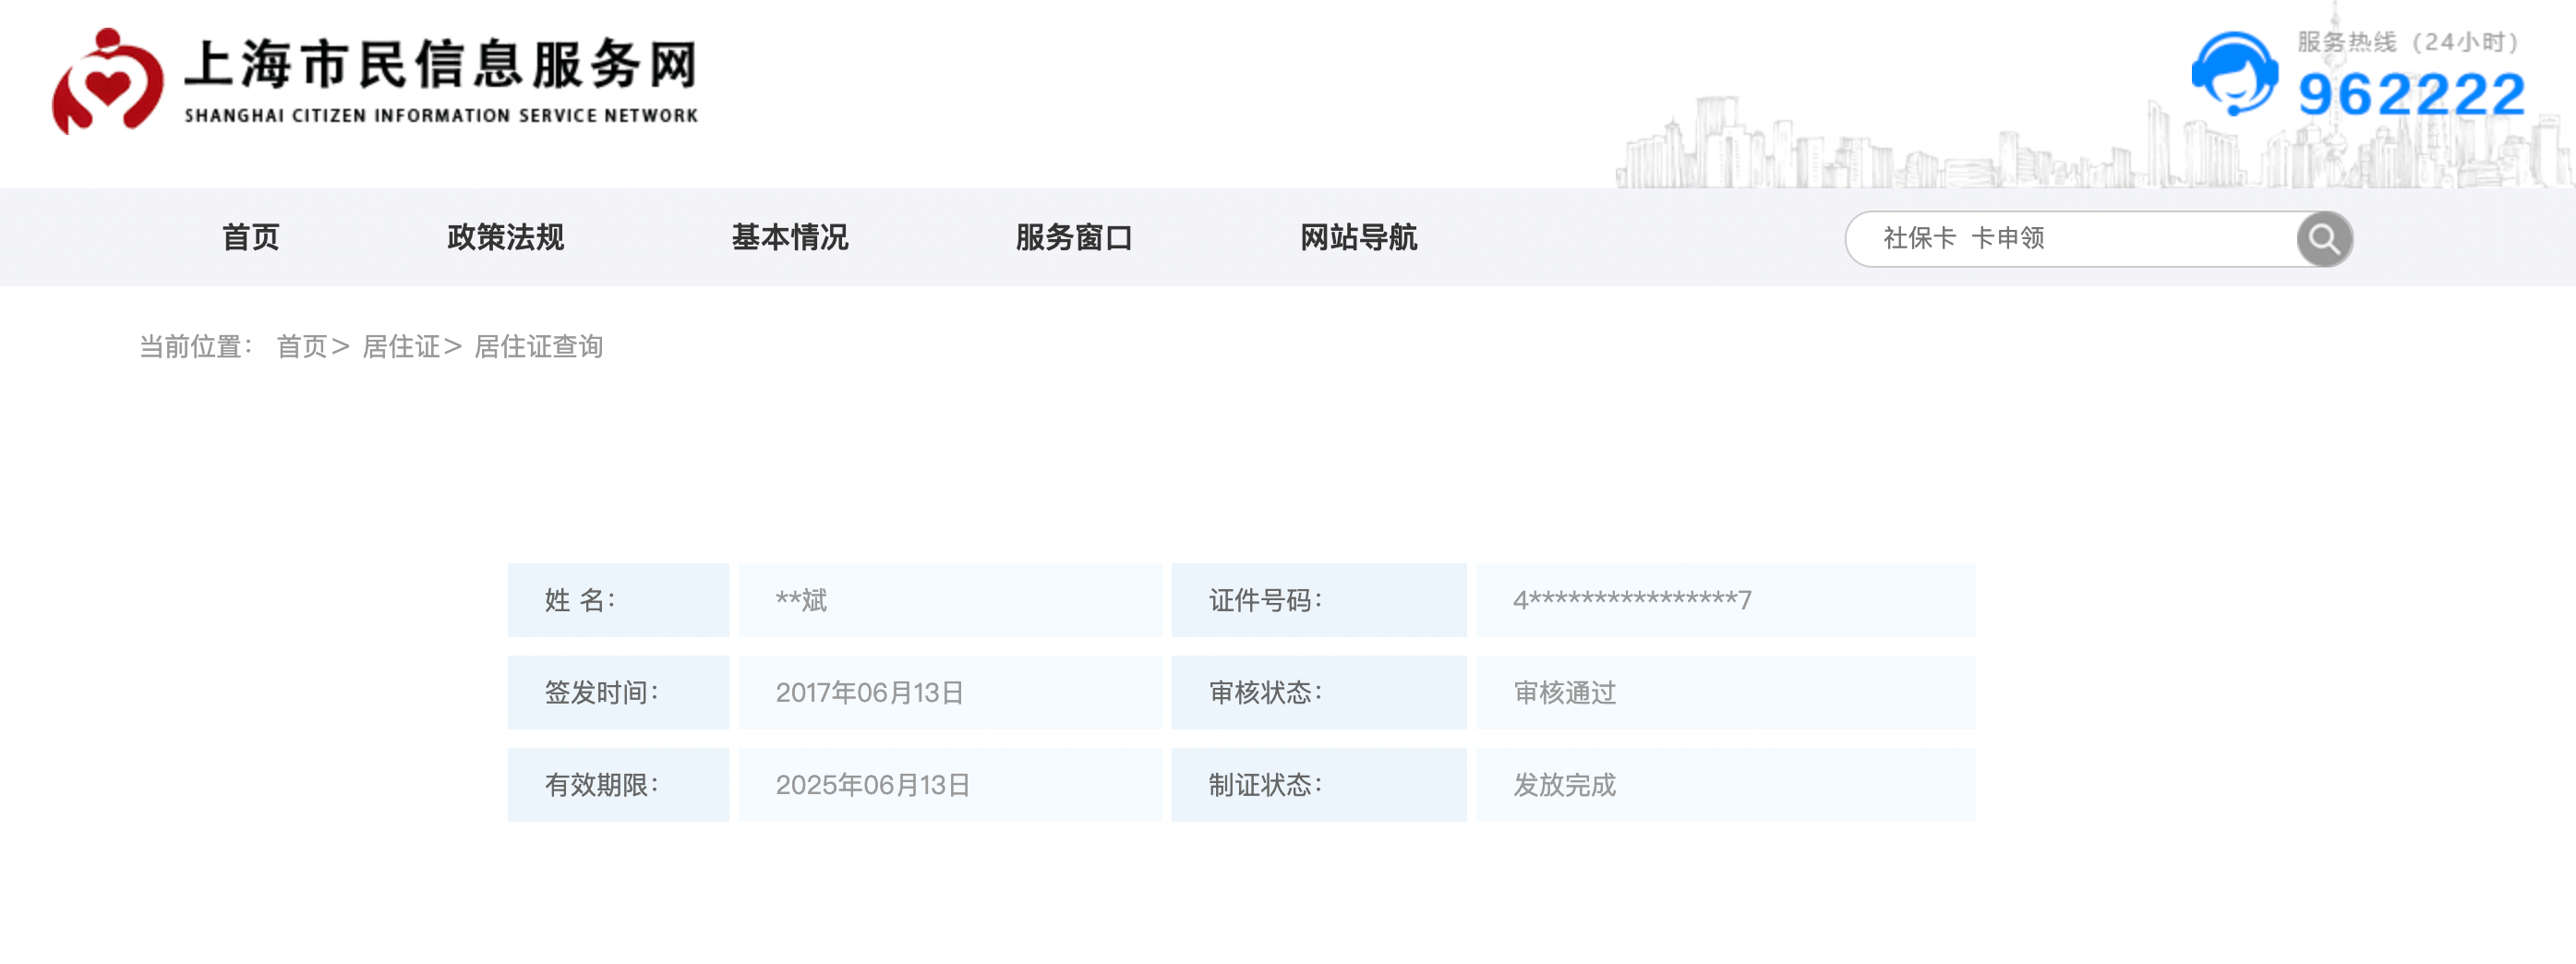 上海市民信息服务网
SHANGHAI CITIZEN INFORMATION SERVICE NETWORK
服务热线（24小时）
962222
首页 政策法规 基本情况 服务窗口 网站导航 社保卡 卡申领
当前位置： 首页> 居住证> 居住证查询
姓 名： **斌 证件号码： 4****************7
签发时间： 2017年06月13日 审核状态： 审核通过
有效期限： 2025年06月13日 制证状态： 发放完成